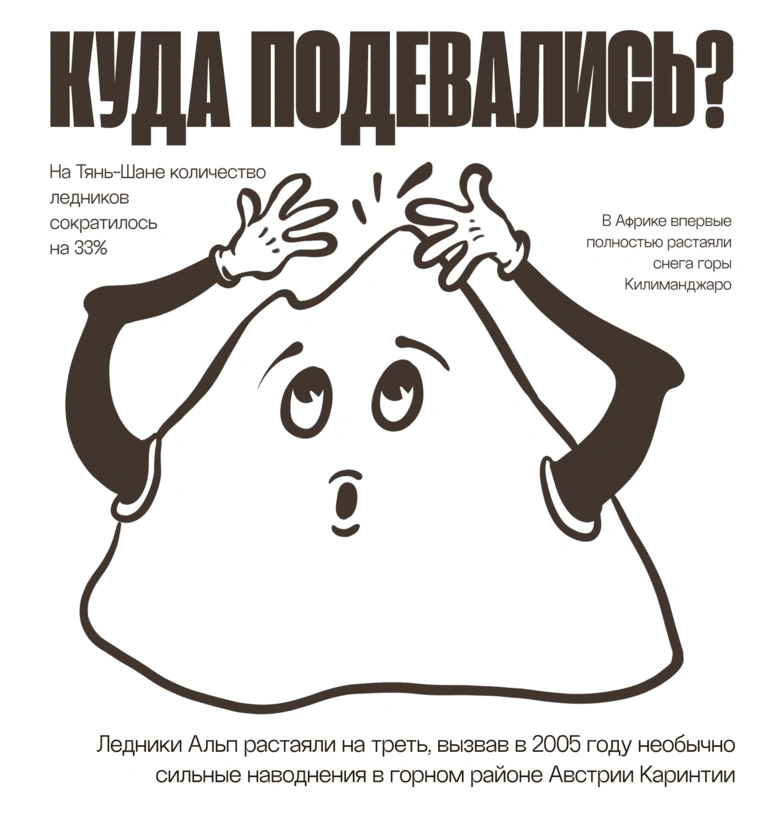 КУДА ПОДЕВАЛИСЬ?
На Тянь-Шане количество
ледников
сократилось
на 33%
В Африке впервые
полностью растаяли
снега горы
Килиманджаро
Ледники Альп растаяли на треть, вызвав в 2005 году необычно
сильные наводнения в горном районе Австрии Каринтии